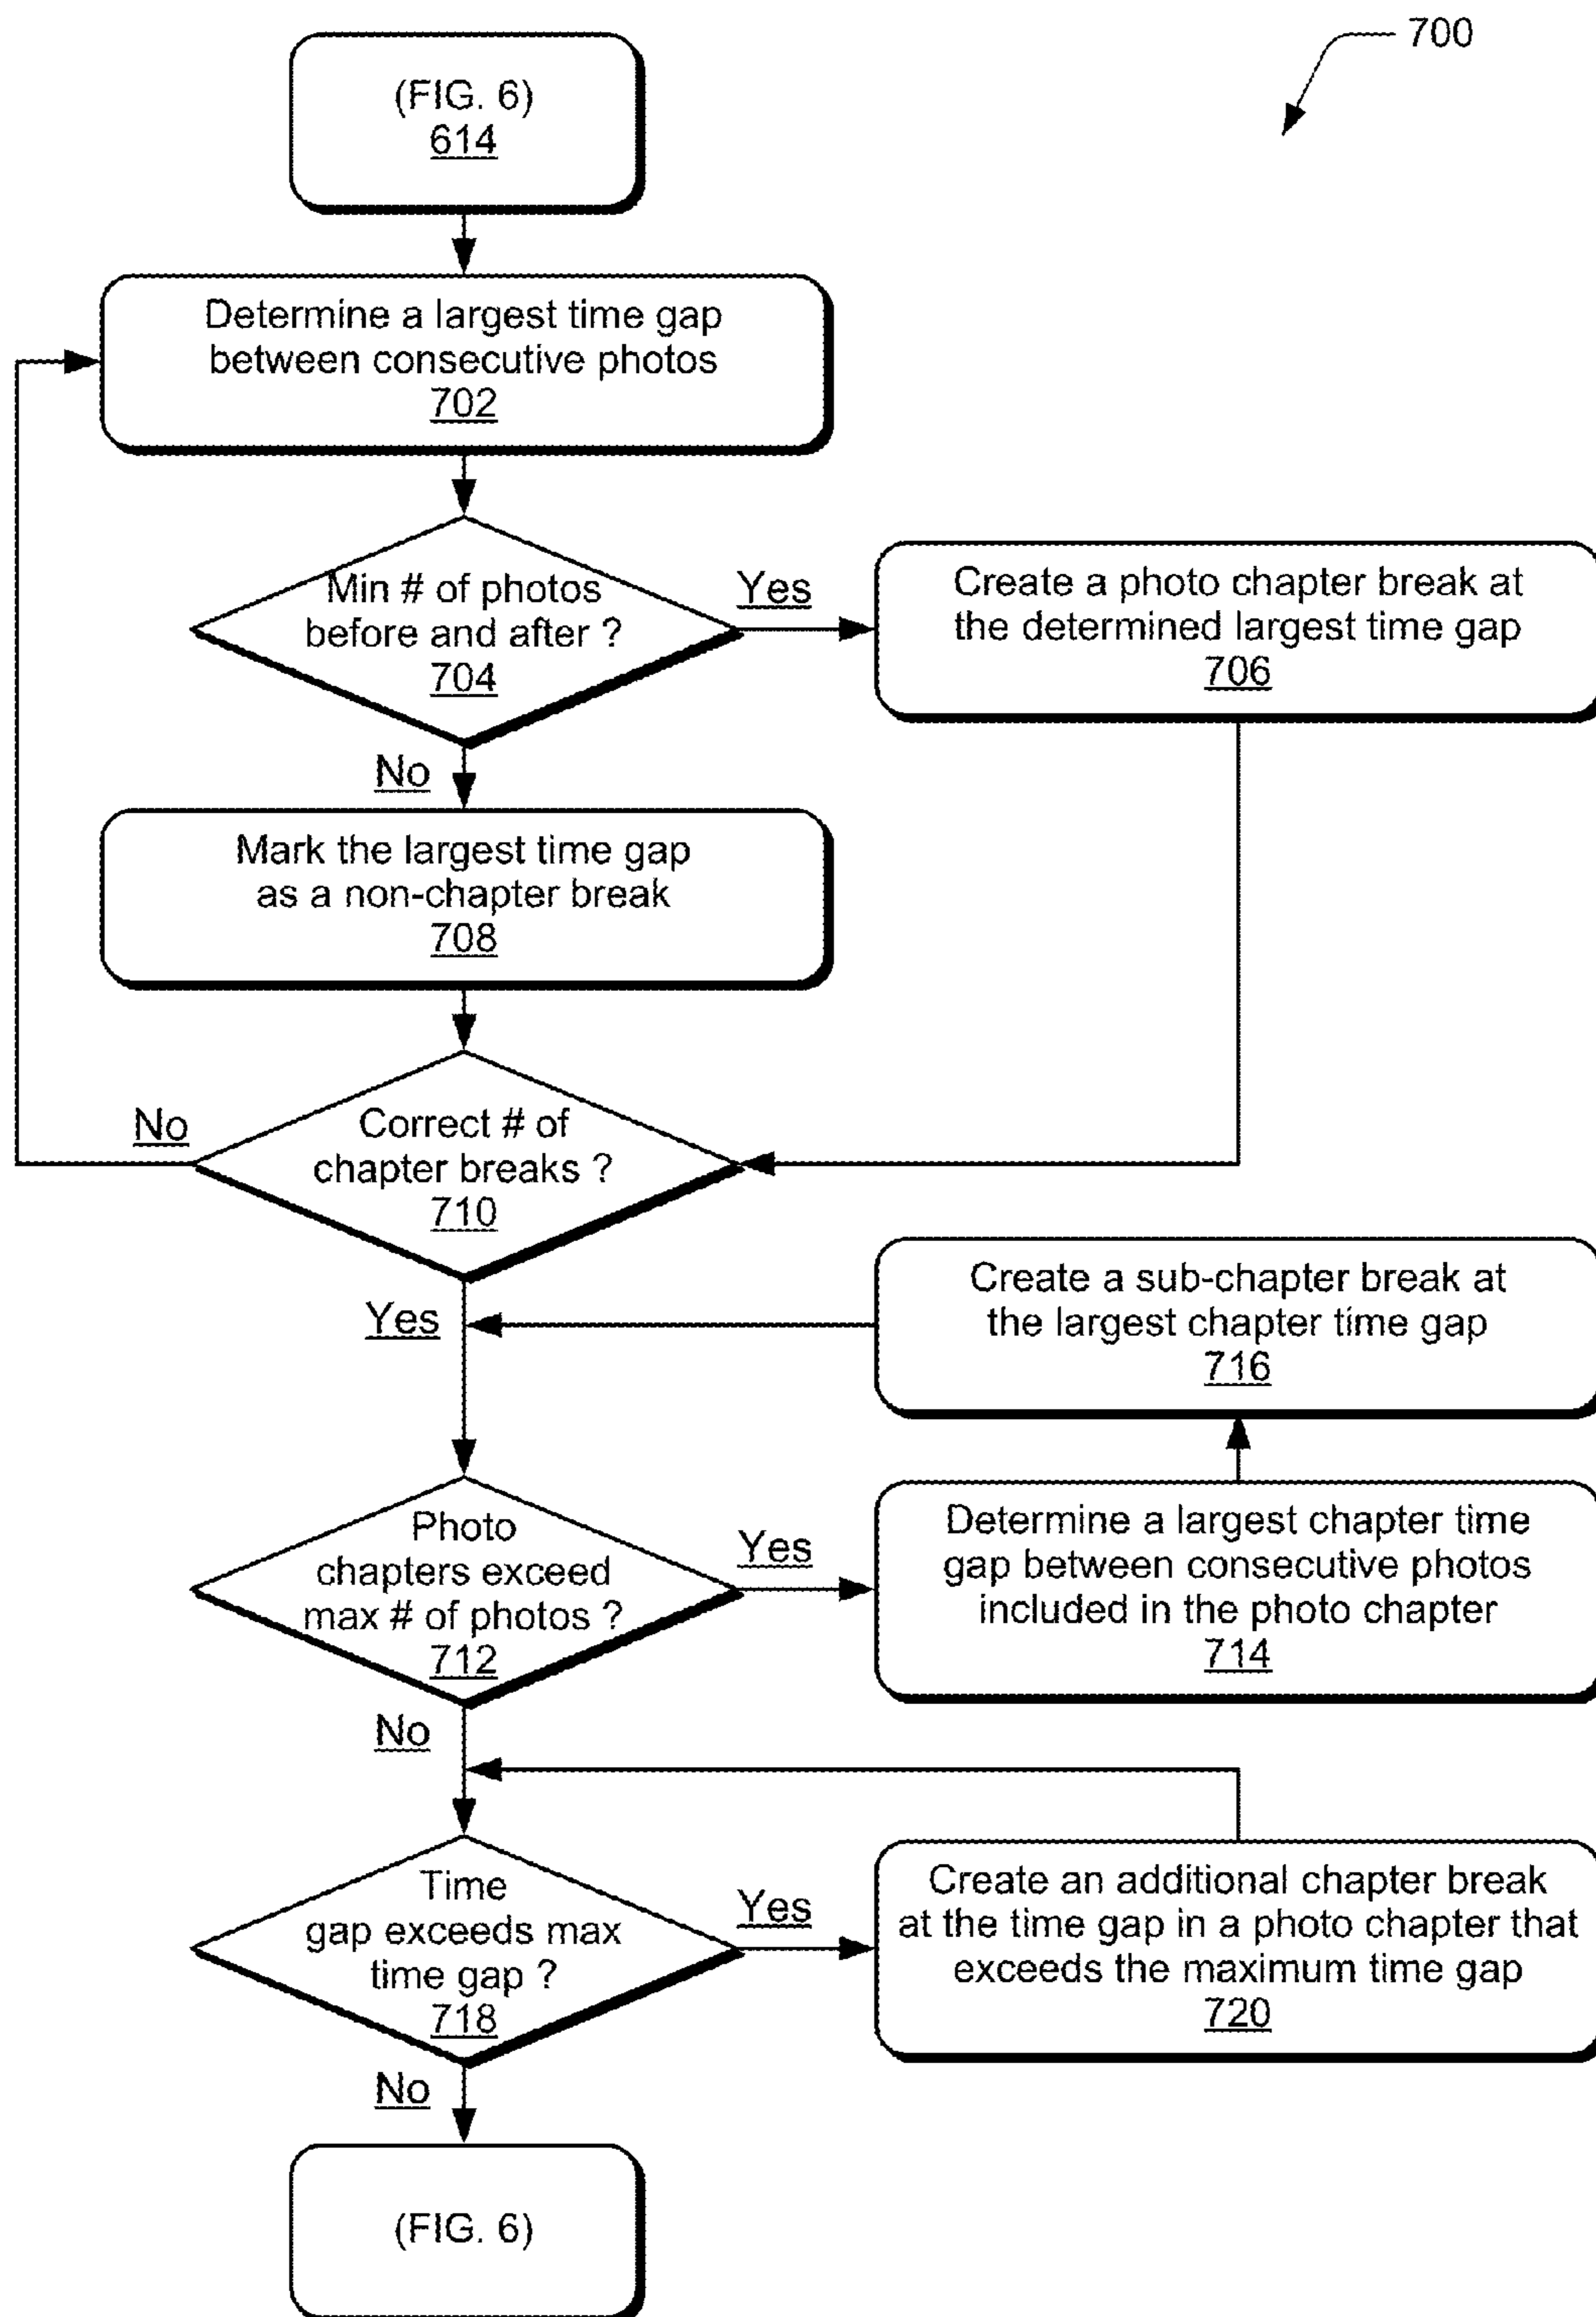 700
(FIG. 6)
614
Determine a largest time gap
between consecutive photos
702
Min # of photos
before and after ?
704
Yes
Create a photo chapter break at
the determined largest time gap
706
No
Mark the largest time gap
as a non-chapter break
708
No
Correct # of
chapter breaks ?
710
Yes
Create a sub-chapter break at
the largest chapter time gap
716
Photo
chapters exceed
max # of photos ?
712
Yes
Determine a largest chapter time
gap between consecutive photos
included in the photo chapter
714
No
Time
gap exceeds max
time gap ?
718
Yes
Create an additional chapter break
at the time gap in a photo chapter that
exceeds the maximum time gap
720
No
(FIG. 6)